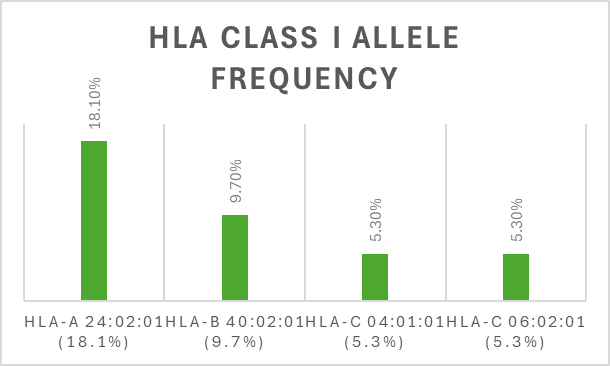 HLA CLASS I ALLELE
FREQUENCY
18.10%
9.70%
5.30%
5.30%
HLA-A 24:02:01
(18.1%)
HLA-B 40:02:01
(9.7%)
HLA-C 04:01:01
(5.3%)
HLA-C 06:02:01
(5.3%)